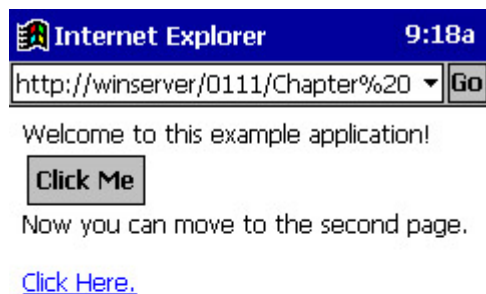 Internet Explorer 9:18a
http://winserver/0111/Chapter%20 Go
Welcome to this example application!
Click Me
Now you can move to the second page.
Click Here.